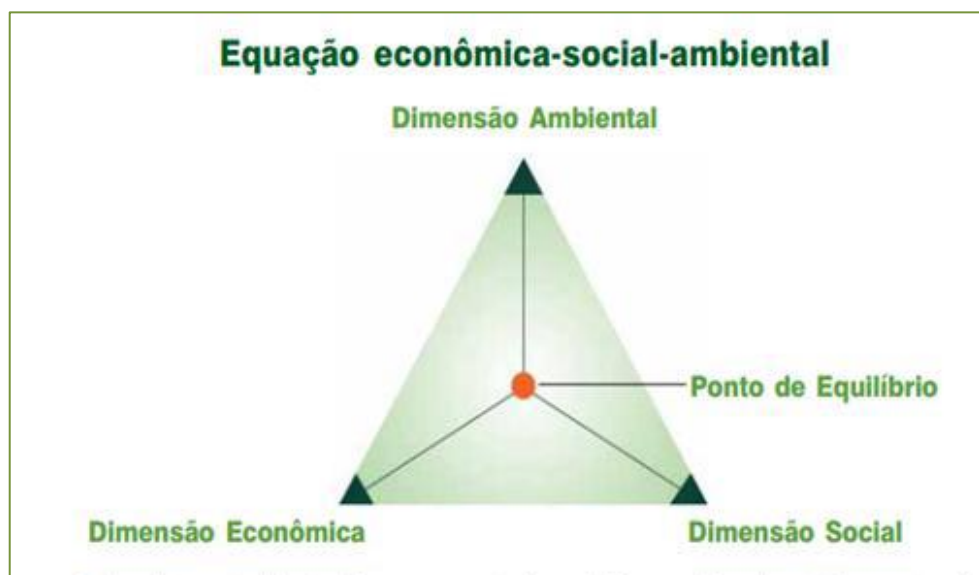 Equação econômica-social-ambiental
Dimensão Ambiental
Ponto de Equilíbrio
Dimensão Econômica
Dimensão Social